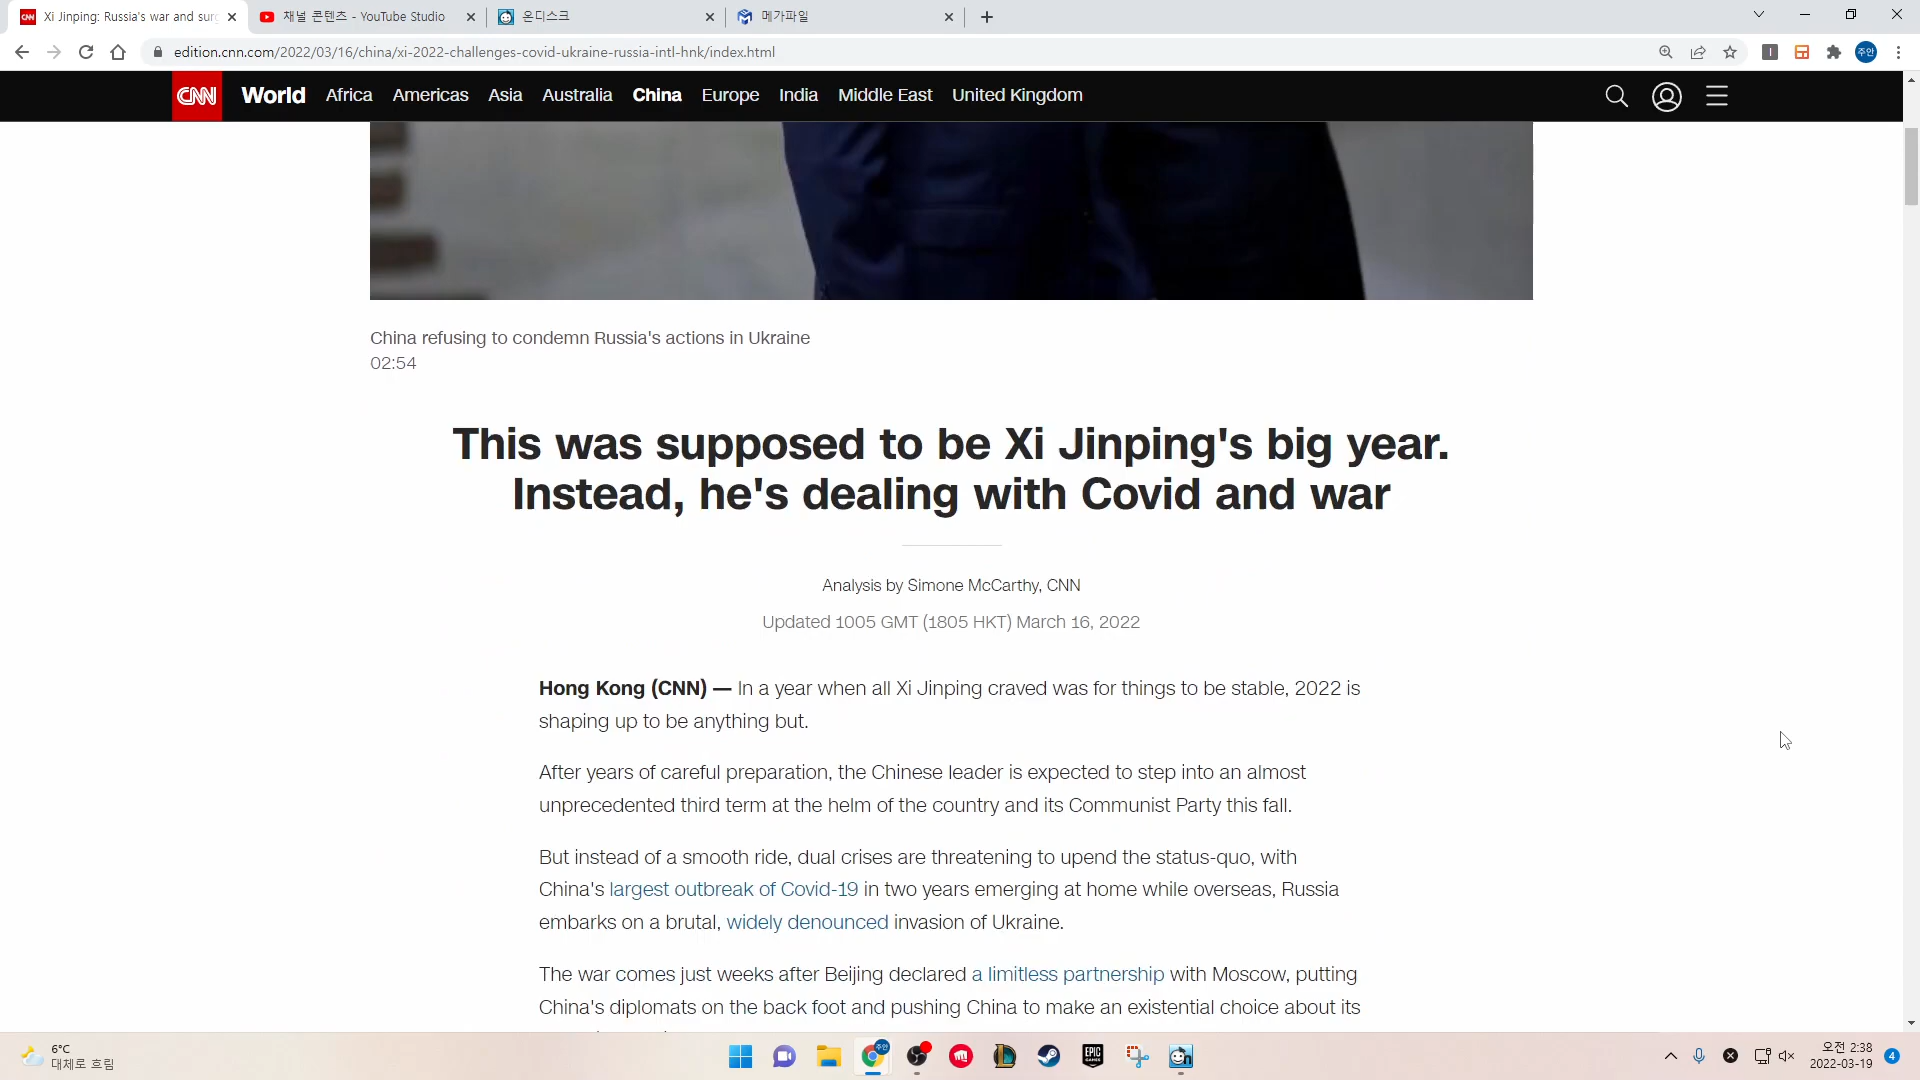 Xi Jinping: Russia's war and surg
채널 콘텐츠 - YouTube Studio
온디스크
메가파일
edition.cnn.com/2022/03/16/china/xi-2022-challenges-covid-ukraine-russia-intl-hnk/index.html
주안
CNN World Africa Americas Asia Australia China Europe India Middle East United Kingdom
China refusing to condemn Russia's actions in Ukraine
02:54
This was supposed to be Xi Jinping's big year.
Instead, he's dealing with Covid and war
Analysis by Simone McCarthy, CNN
Updated 1005 GMT (1805 HKT) March 16, 2022
Hong Kong (CNN) — In a year when all Xi Jinping craved was for things to be stable, 2022 is
shaping up to be anything but.
After years of careful preparation, the Chinese leader is expected to step into an almost
unprecedented third term at the helm of the country and its Communist Party this fall.
But instead of a smooth ride, dual crises are threatening to upend the status-quo, with
China's largest outbreak of Covid-19 in two years emerging at home while overseas, Russia
embarks on a brutal, widely denounced invasion of Ukraine.
The war comes just weeks after Beijing declared a limitless partnership with Moscow, putting
China's diplomats on the back foot and pushing China to make an existential choice about its
6°C
대체로 흐림
주안
EPIC GAMES
오전 2:38
2022-03-19
4